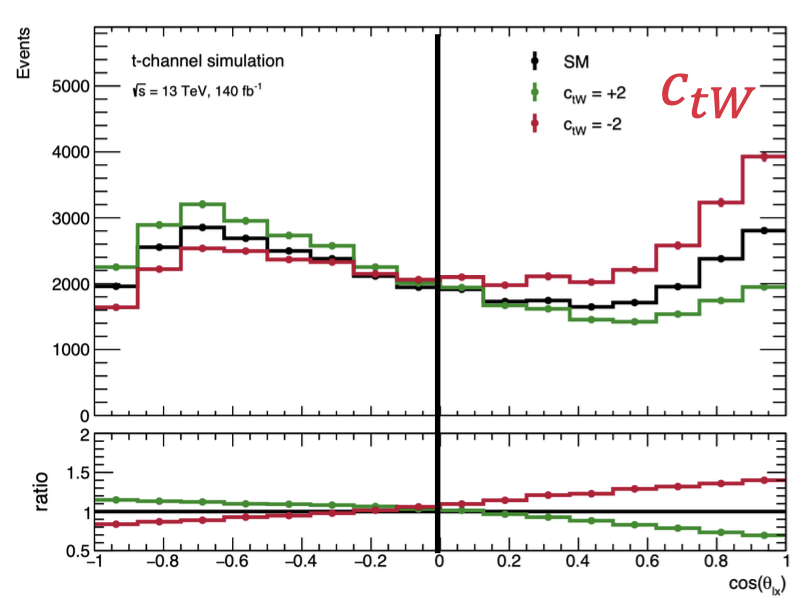 Events
t-channel simulation
√s = 13 TeV, 140 fb⁻¹
SM
c_tW = +2
c_tW = -2
C_tW
5000
4000
3000
2000
1000
0
ratio
2
1.5
1
0.5
−1 −0.8 −0.6 −0.4 −0.2 0 0.2 0.4 0.6 0.8 1
cos(θ_lx)